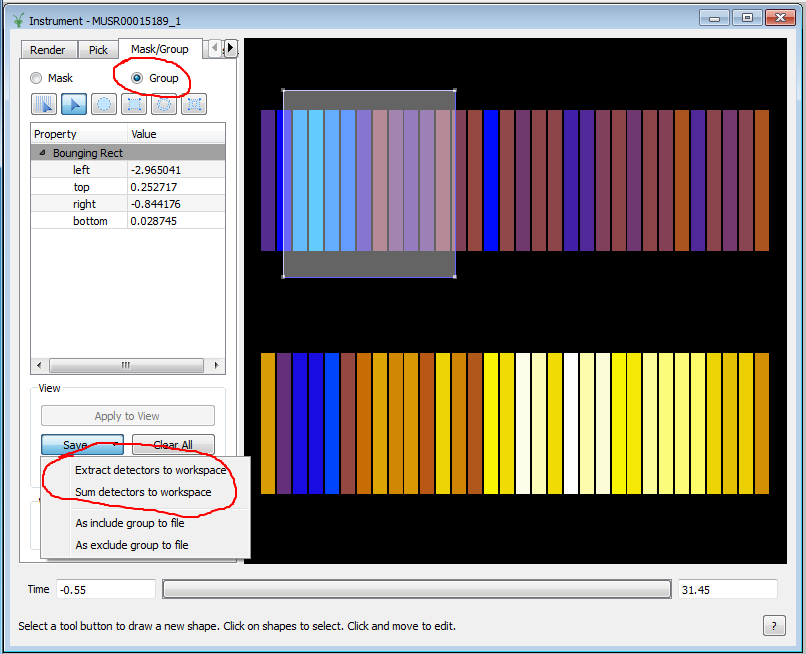 Instrument - MUSR00015189_1
Render Pick Mask/Group
Mask Group
Property Value
Bounging Rect
left -2.965041
top 0.252717
right -0.844176
bottom 0.028745
View
Apply to View
Save Clear All
Extract detectors to workspace
Sum detectors to workspace
As include group to file
As exclude group to file
Time -0.55 31.45
Select a tool button to draw a new shape. Click on shapes to select. Click and move to edit.
?